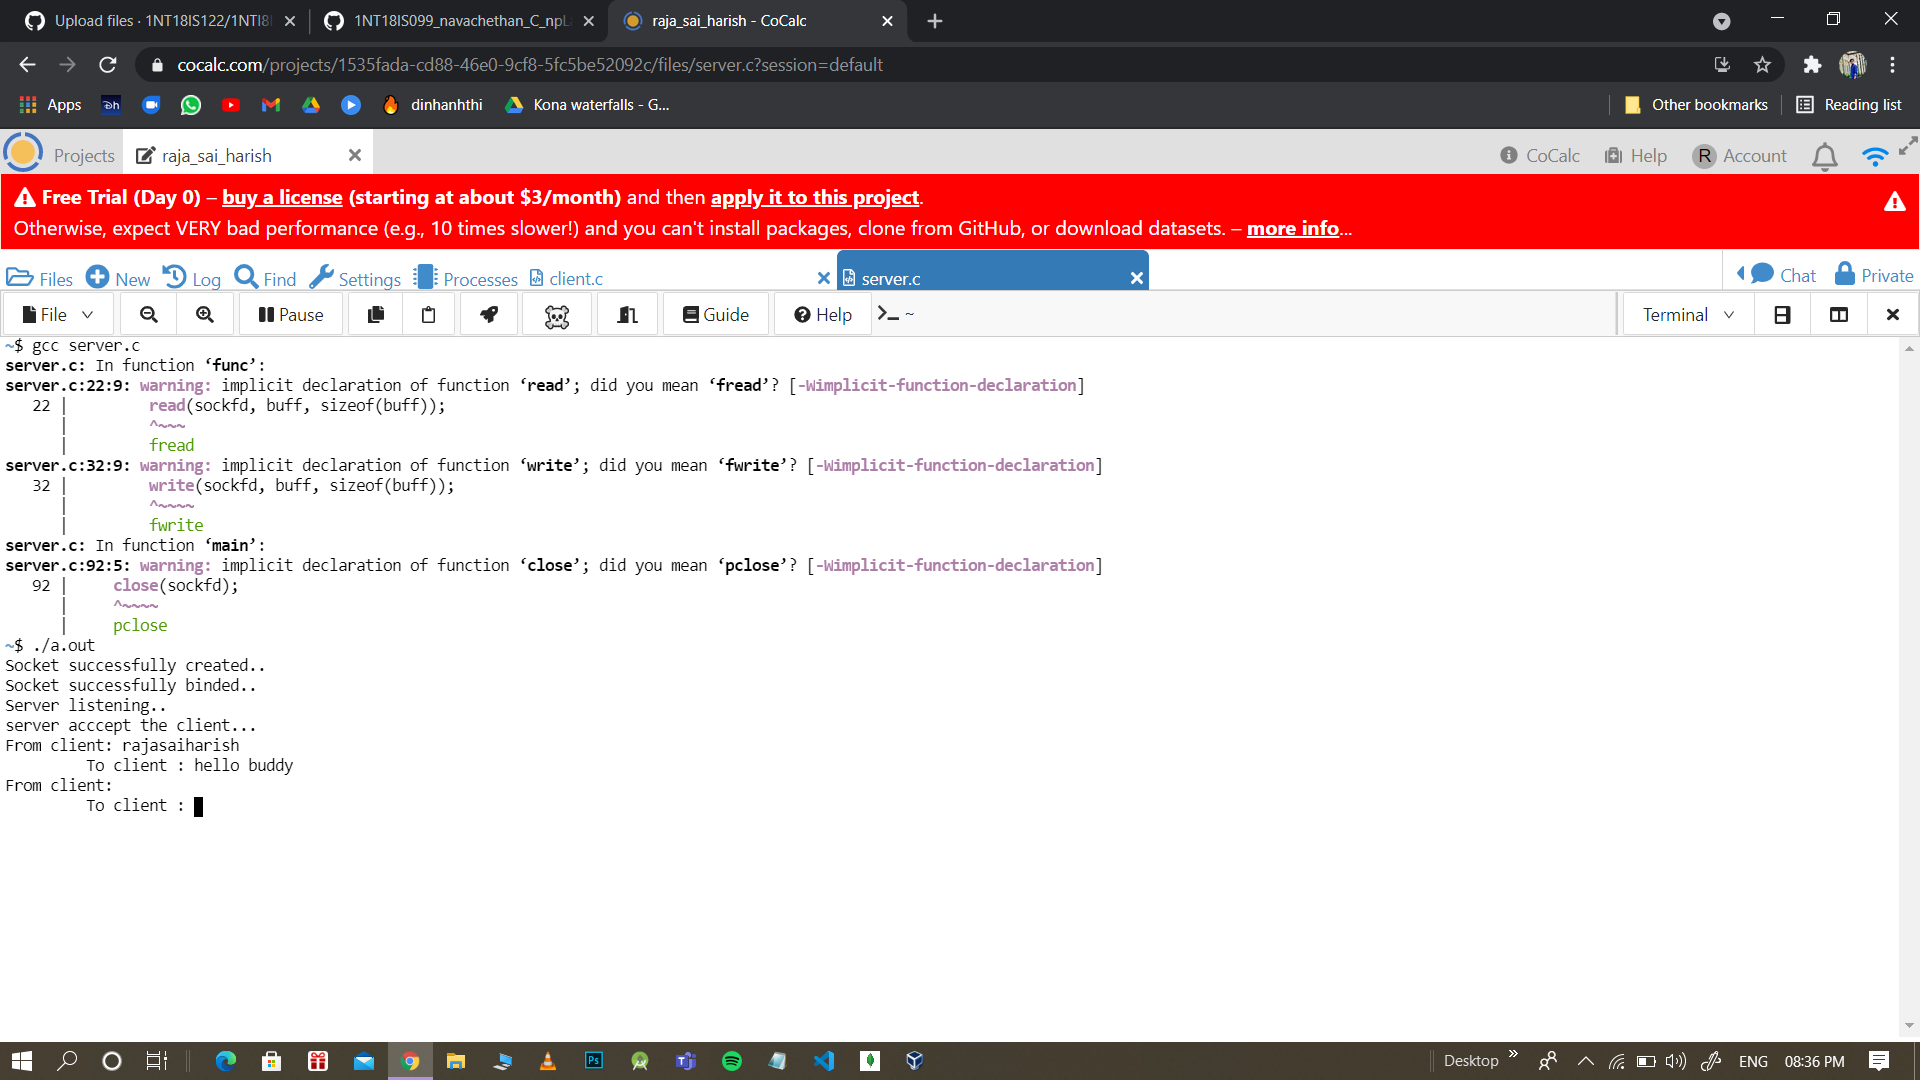 Upload files · 1NT18IS122/1NTI8I
1NT18IS099_navachethan_C_npLa
raja_sai_harish - CoCalc
cocalc.com/projects/1535fada-cd88-46e0-9cf8-5fc5be52092c/files/server.c?session=default
Apps
dinhanhthi
Kona waterfalls - G...
Other bookmarks
Reading list
Projects
raja_sai_harish
CoCalc
Help
R Account
Free Trial (Day 0) – buy a license (starting at about $3/month) and then apply it to this project.
Otherwise, expect VERY bad performance (e.g., 10 times slower!) and you can't install packages, clone from GitHub, or download datasets. – more info...
Files
New
Log
Find
Settings
Processes
client.c
server.c
Chat
Private
File
Pause
Guide
Help
~
Terminal
~$ gcc server.c
server.c: In function ‘func’:
server.c:22:9: warning: implicit declaration of function ‘read’; did you mean ‘fread’? [-Wimplicit-function-declaration]
22 | read(sockfd, buff, sizeof(buff));
| ^~~~
| fread
server.c:32:9: warning: implicit declaration of function ‘write’; did you mean ‘fwrite’? [-Wimplicit-function-declaration]
32 | write(sockfd, buff, sizeof(buff));
| ^~~~~
| fwrite
server.c: In function ‘main’:
server.c:92:5: warning: implicit declaration of function ‘close’; did you mean ‘pclose’? [-Wimplicit-function-declaration]
92 | close(sockfd);
| ^~~~~
| pclose
~$ ./a.out
Socket successfully created..
Socket successfully binded..
Server listening..
server acccept the client...
From client: rajasaiharish
To client : hello buddy
From client:
To client :
Desktop
ENG
08:36 PM